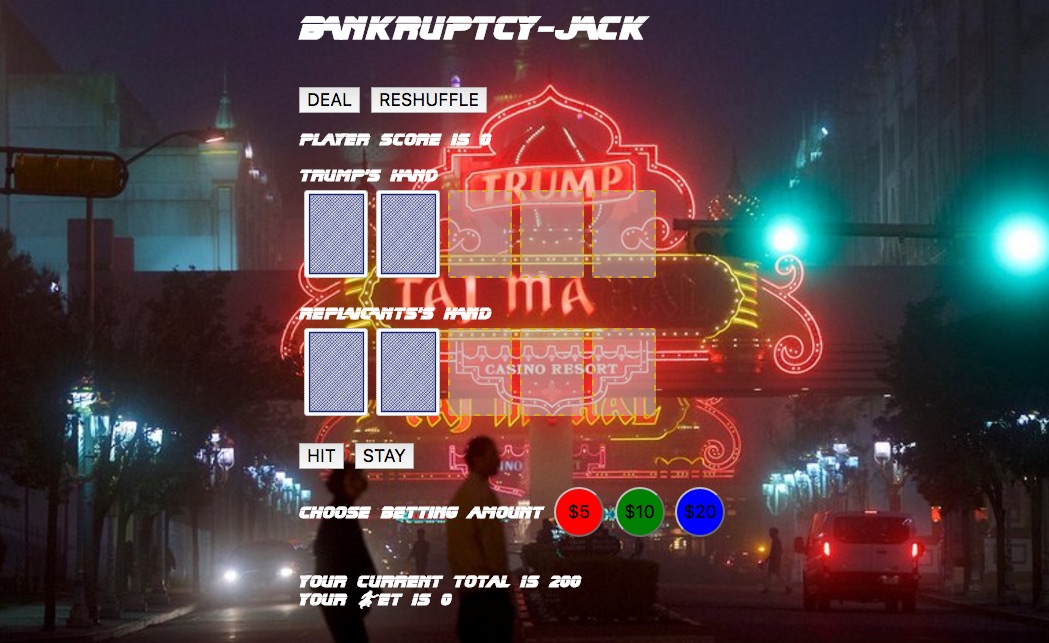 BANKRUPTCY-JACK
DEAL RESHUFFLE
PLAYER SCORE IS 0
TRUMP'S HAND
TRUMP
TAJ MA
REPLAICANTS'S HAND
CASINO RESORT
HIT STAY
CHOOSE BETTING AMOUNT $5 $10 $20
YOUR CURRENT TOTAL IS 200
YOUR BET IS 0